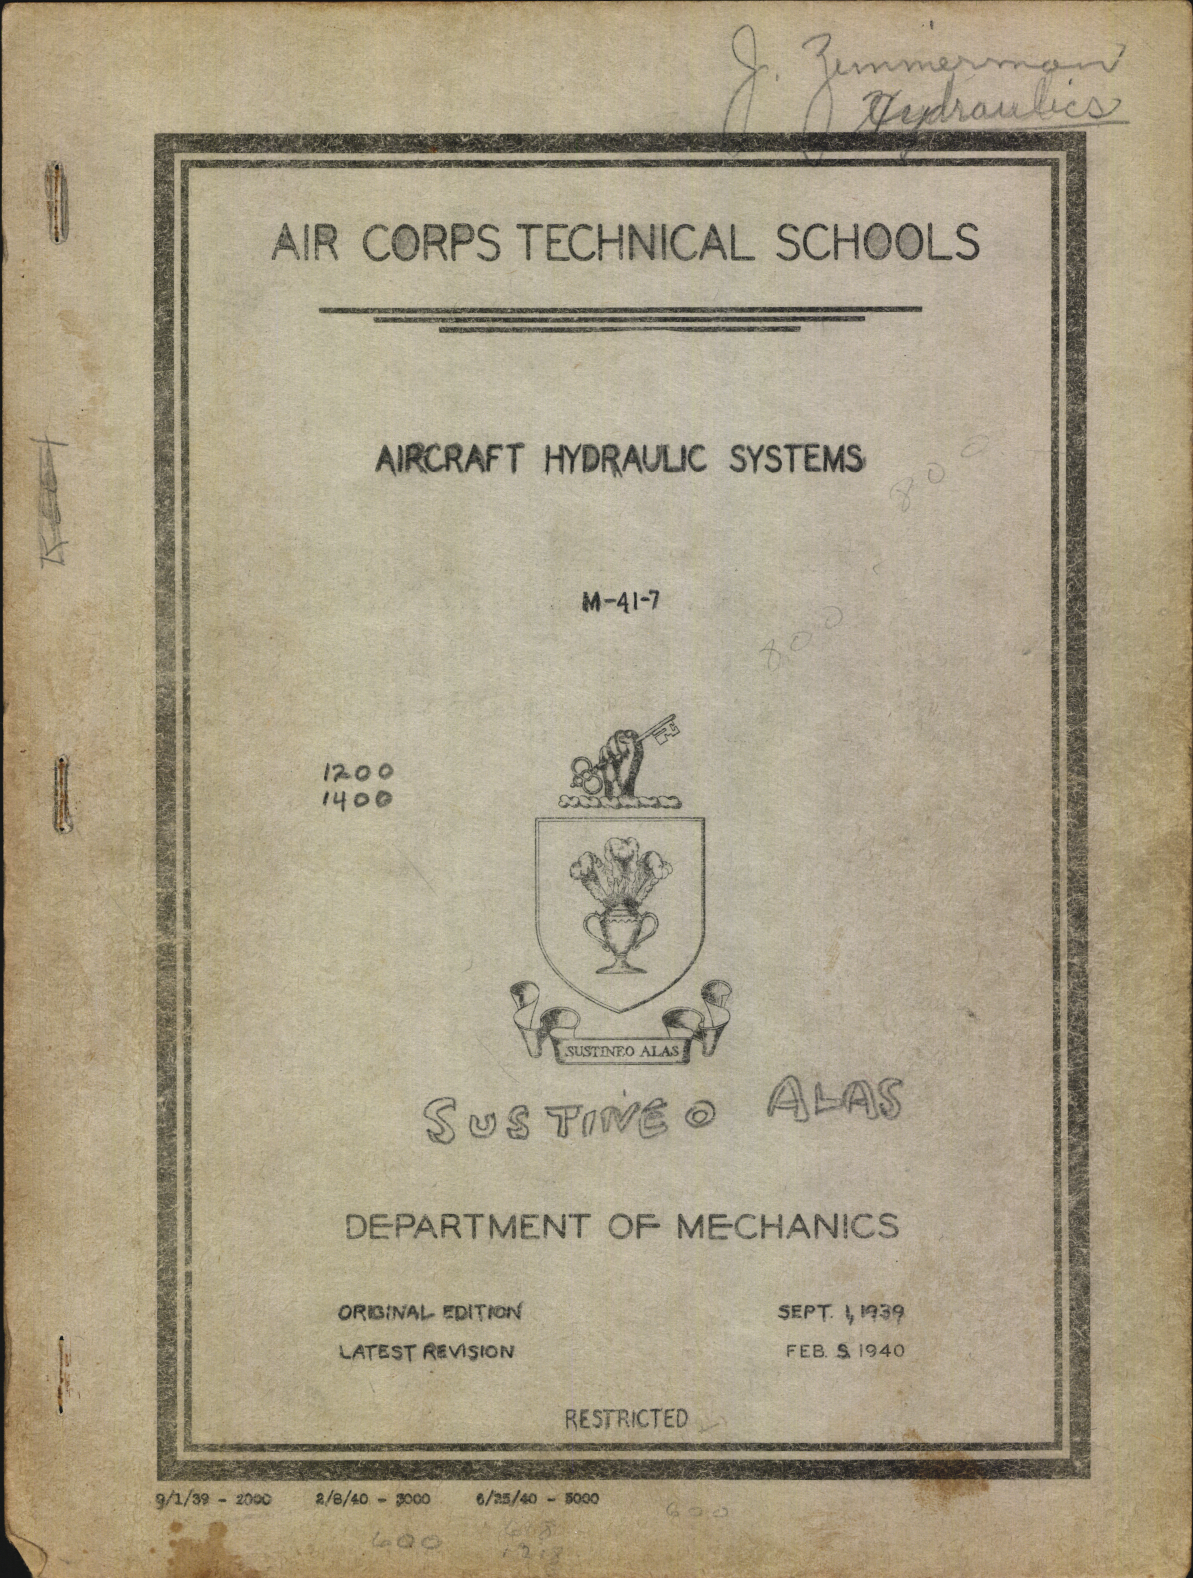 J. Zimmerman
Hydraulics
AIR CORPS TECHNICAL SCHOOLS
AIRCRAFT HYDRAULIC SYSTEMS
800
M-41-7
800
1200
1400
SUSTINEO ALAS
SUSTINEO ALAS
DEPARTMENT OF MECHANICS
ORIGINAL EDITION SEPT. 1, 1939
LATEST REVISION FEB. 5, 1940
RESTRICTED
9/1/39 - 2000 2/8/40 - 3000 6/25/40 - 5000
600
600